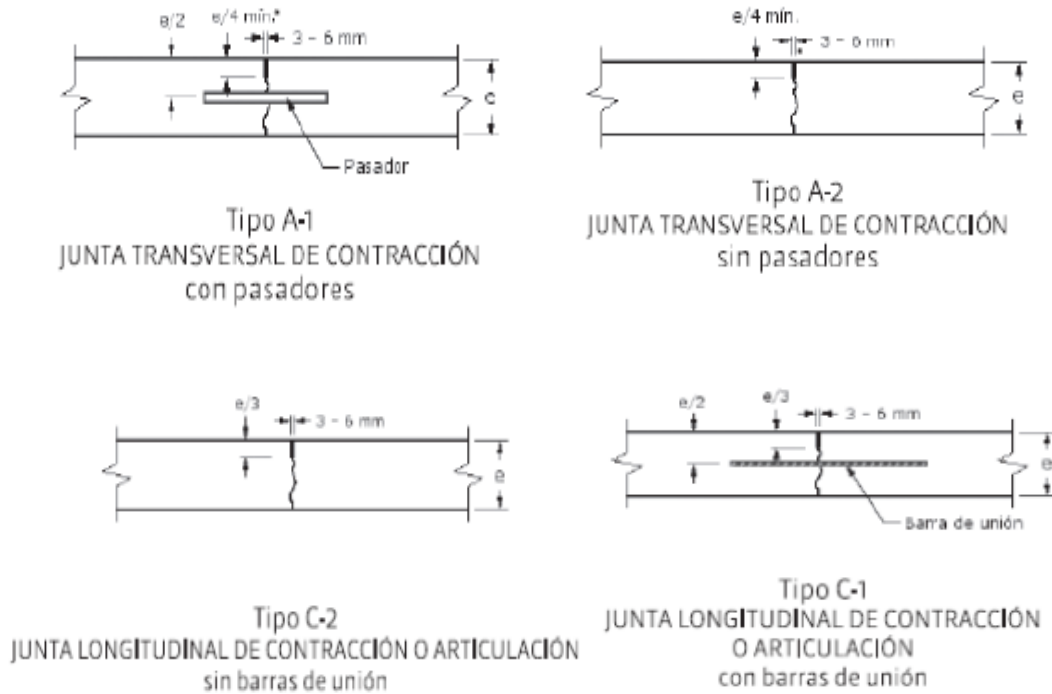 e/2
e/4 mín.*
3 - 6 mm
e
Pasador
Tipo A-1
JUNTA TRANSVERSAL DE CONTRACCIÓN
con pasadores
e/4 mín.
3 - 6 mm
e
Tipo A-2
JUNTA TRANSVERSAL DE CONTRACCIÓN
sin pasadores
e/3
3 - 6 mm
e
Tipo C-2
JUNTA LONGITUDINAL DE CONTRACCIÓN O ARTICULACIÓN
sin barras de unión
e/2
e/3
3 - 6 mm
e
Barra de unión
Tipo C-1
JUNTA LONGITUDINAL DE CONTRACCIÓN
O ARTICULACIÓN
con barras de unión